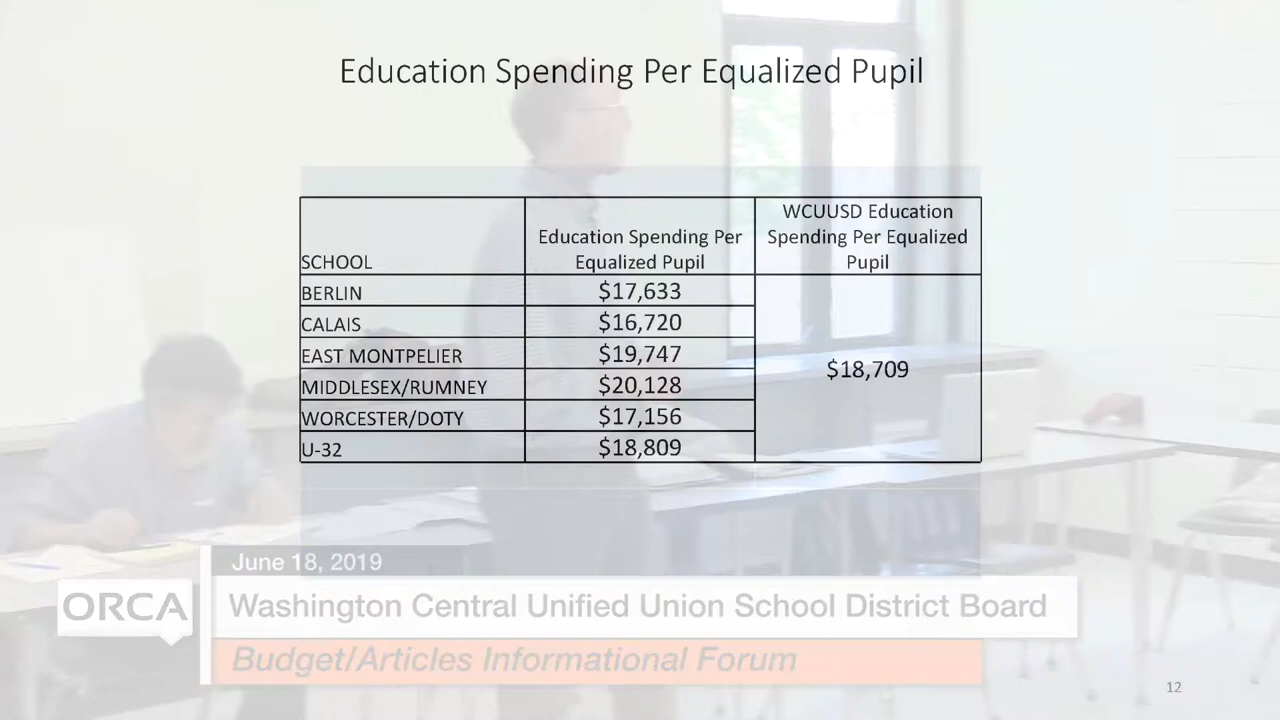 Education Spending Per Equalized Pupil
SCHOOL
Education Spending Per
Equalized Pupil
WCUUSD Education
Spending Per Equalized
Pupil
BERLIN $17,633
CALAIS $16,720
EAST MONTPELIER $19,747
$18,709
MIDDLESEX/RUMNEY $20,128
WORCESTER/DOTY $17,156
U-32 $18,809
June 18, 2019
ORCA
Washington Central Unified Union School District Board
Budget/Articles Informational Forum
12